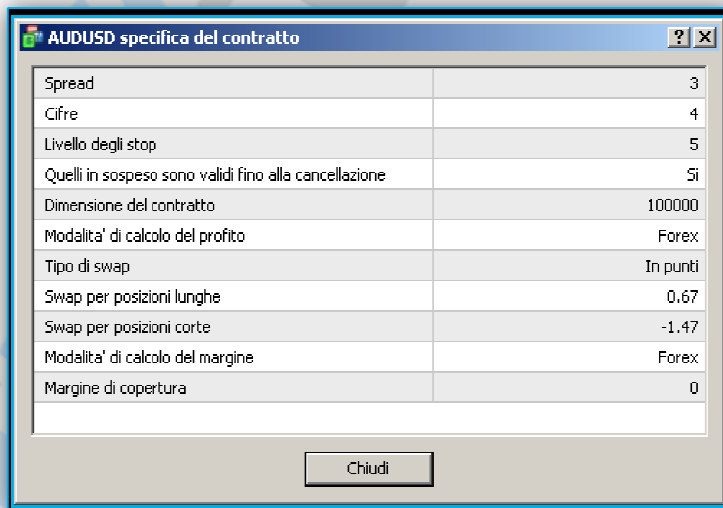 AUDUSD specifica del contratto
Spread 3
Cifre 4
Livello degli stop 5
Quelli in sospeso sono validi fino alla cancellazione Si
Dimensione del contratto 100000
Modalita' di calcolo del profito Forex
Tipo di swap In punti
Swap per posizioni lunghe 0.67
Swap per posizioni corte -1.47
Modalita' di calcolo del margine Forex
Margine di copertura 0
Chiudi